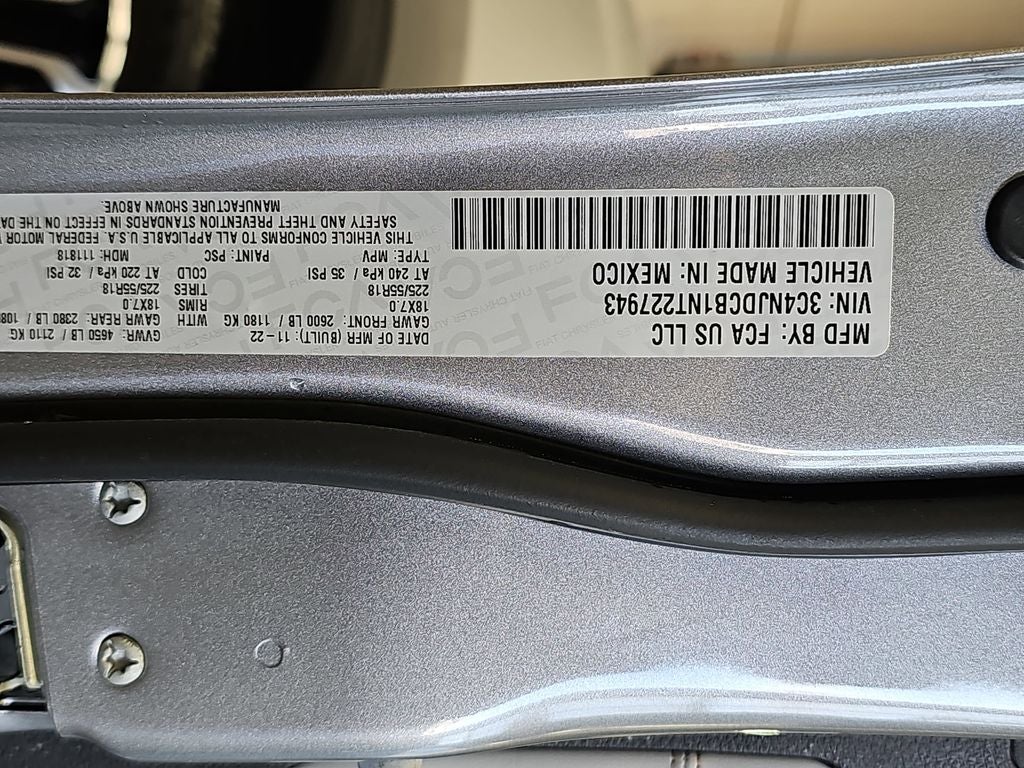 MFD BY: FCA US LLC
VIN: 3C4NJDCB1NT227943
VEHICLE MADE IN: MEXICO
DATE OF MFR (BUILT): 11-22 GVWR: 4650 LB / 2110 KG
GAWR FRONT: 2600 LB / 1180 KG WITH GAWR REAR: 2380 LB / 108
18X7.0 RIMS 18X7.0
225/55R18 TIRES 225/55R18
AT 240 kPa / 35 PSI COLD AT 220 kPa / 32 PSI
TYPE: MPV PAINT: PSC MDH: 111818
THIS VEHICLE CONFORMS TO ALL APPLICABLE U.S.A. FEDERAL MOTOR
SAFETY AND THEFT PREVENTION STANDARDS IN EFFECT ON THE DA
MANUFACTURE SHOWN ABOVE.